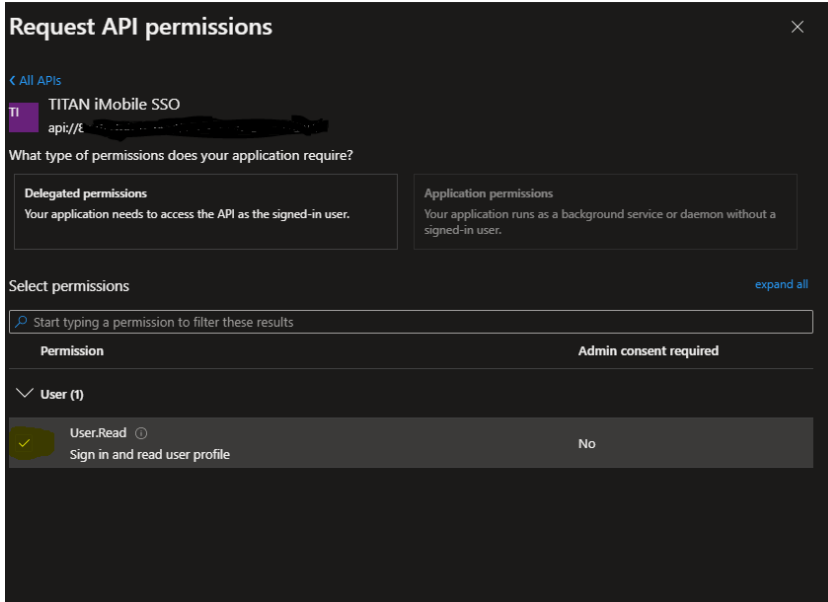 Request API permissions
All APIs
TI
TITAN iMobile SSO
api://
What type of permissions does your application require?
Delegated permissions
Your application needs to access the API as the signed-in user.
Application permissions
Your application runs as a background service or daemon without a
signed-in user.
Select permissions
expand all
Start typing a permission to filter these results
Permission
Admin consent required
User (1)
User.Read
Sign in and read user profile
No